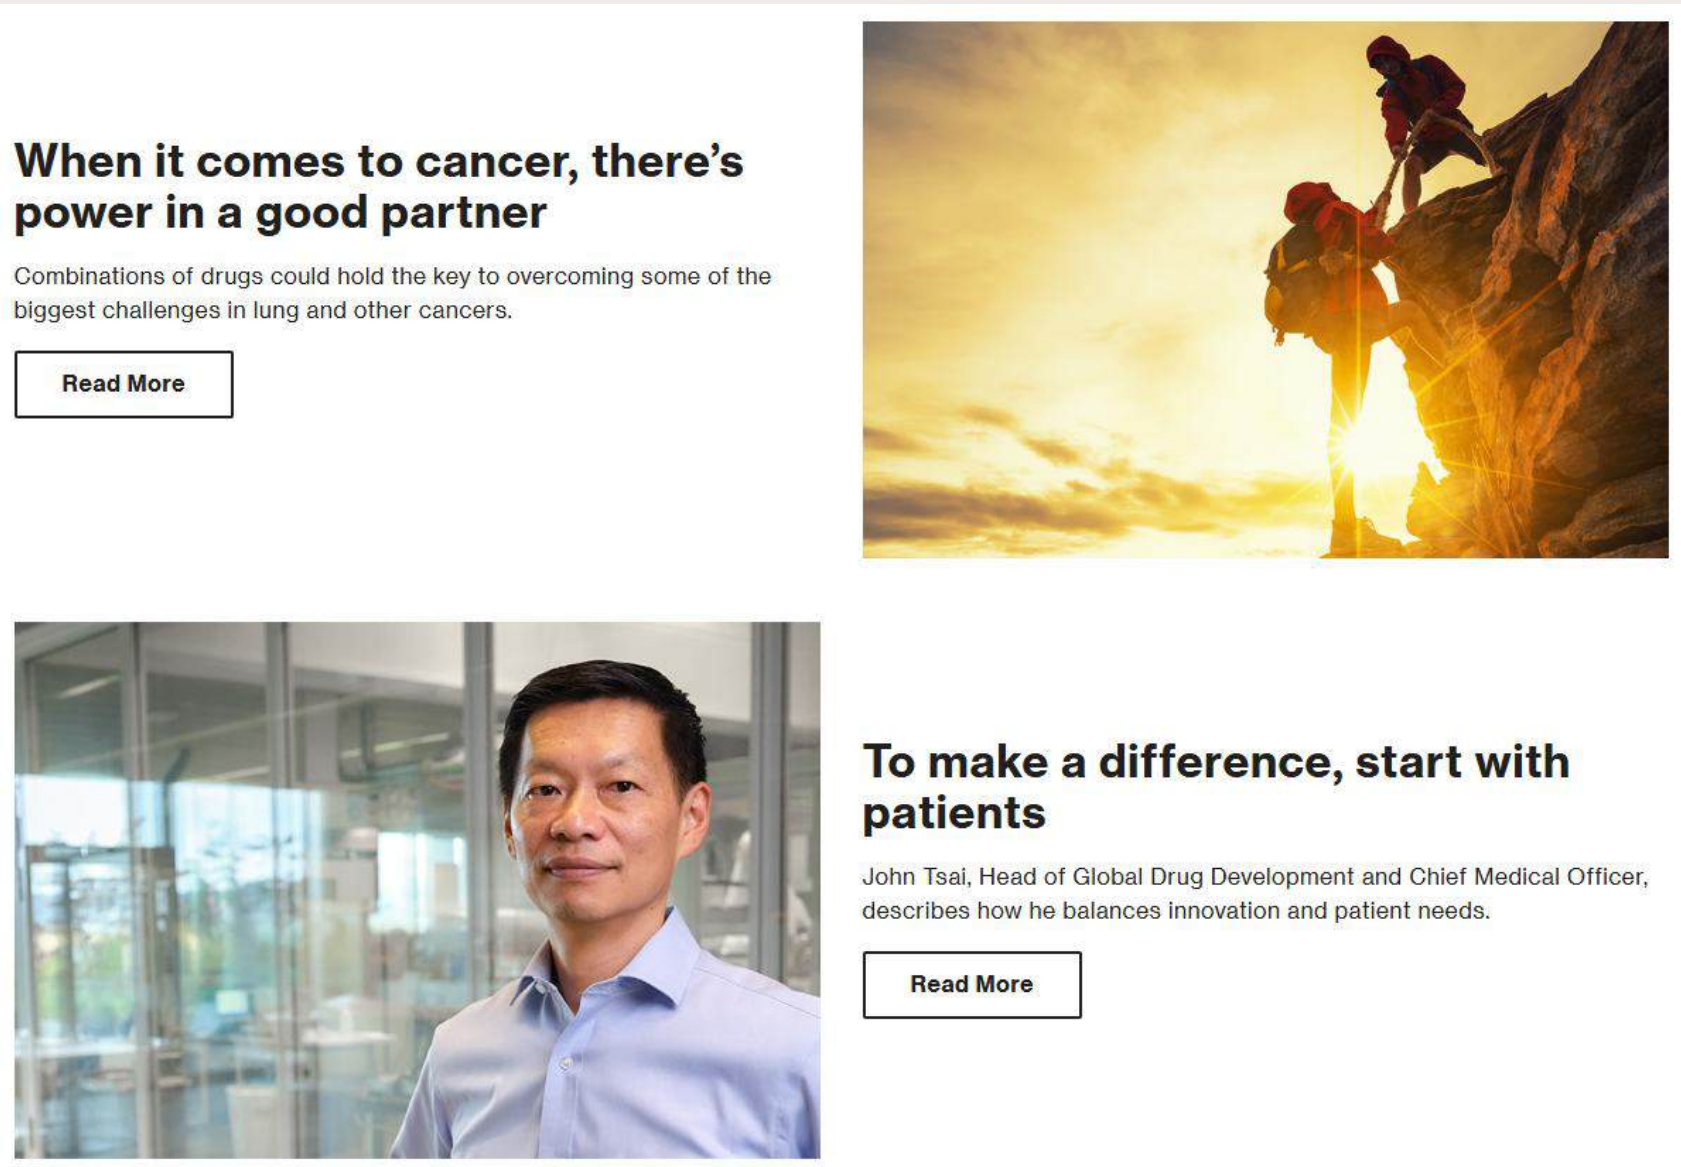 When it comes to cancer, there’s
power in a good partner
Combinations of drugs could hold the key to overcoming some of the
biggest challenges in lung and other cancers.
Read More
To make a difference, start with
patients
John Tsai, Head of Global Drug Development and Chief Medical Officer,
describes how he balances innovation and patient needs.
Read More